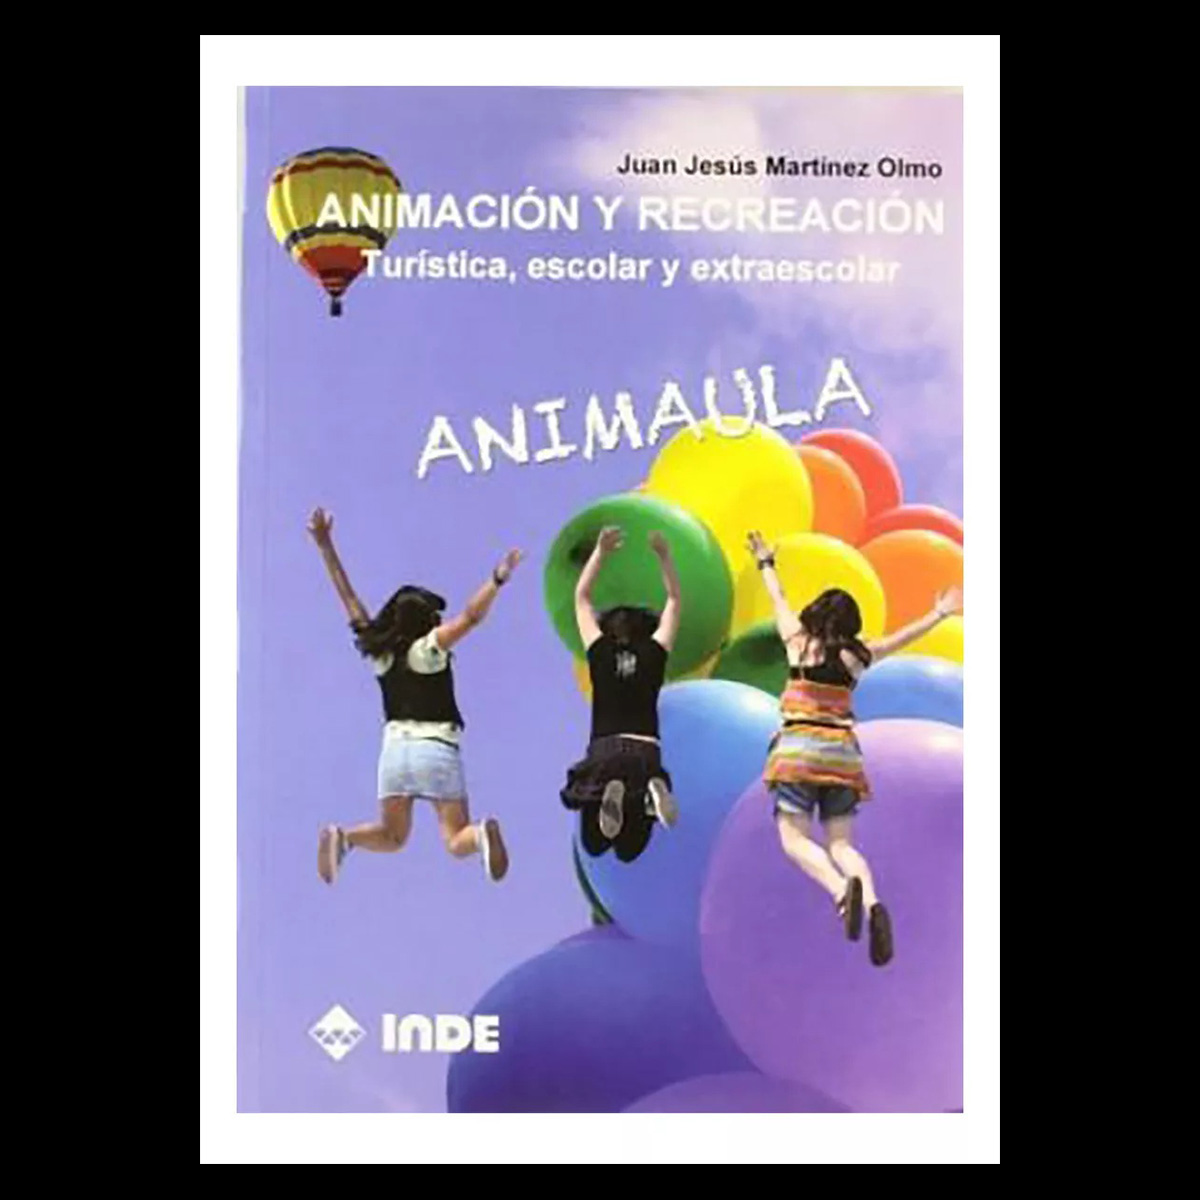 Juan Jesús Martínez Olmo
ANIMACIÓN Y RECREACIÓN
Turística, escolar y extraescolar
ANIMAULA
INDE